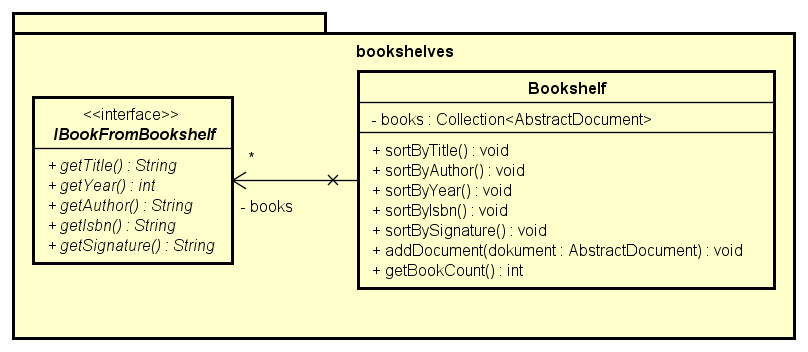 bookshelves
<<interface>>
IBookFromBookshelf
+ getTitle() : String
+ getYear() : int
+ getAuthor() : String
+ getIsbn() : String
+ getSignature() : String
*
- books
Bookshelf
- books : Collection<AbstractDocument>
+ sortByTitle() : void
+ sortByAuthor() : void
+ sortByYear() : void
+ sortByIsbn() : void
+ sortBySignature() : void
+ addDocument(dokument : AbstractDocument) : void
+ getBookCount() : int